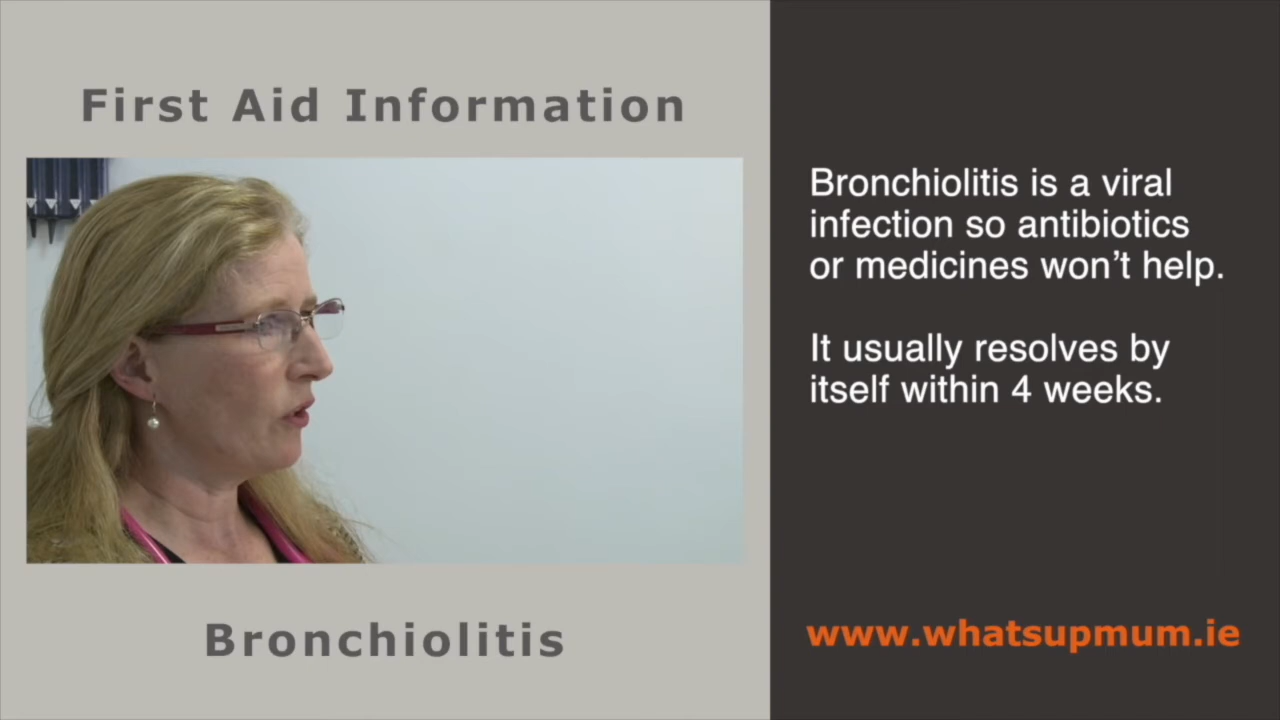 First Aid Information
Bronchiolitis is a viral
infection so antibiotics
or medicines won't help.
It usually resolves by
itself within 4 weeks.
Bronchiolitis
www.whatsupmum.ie